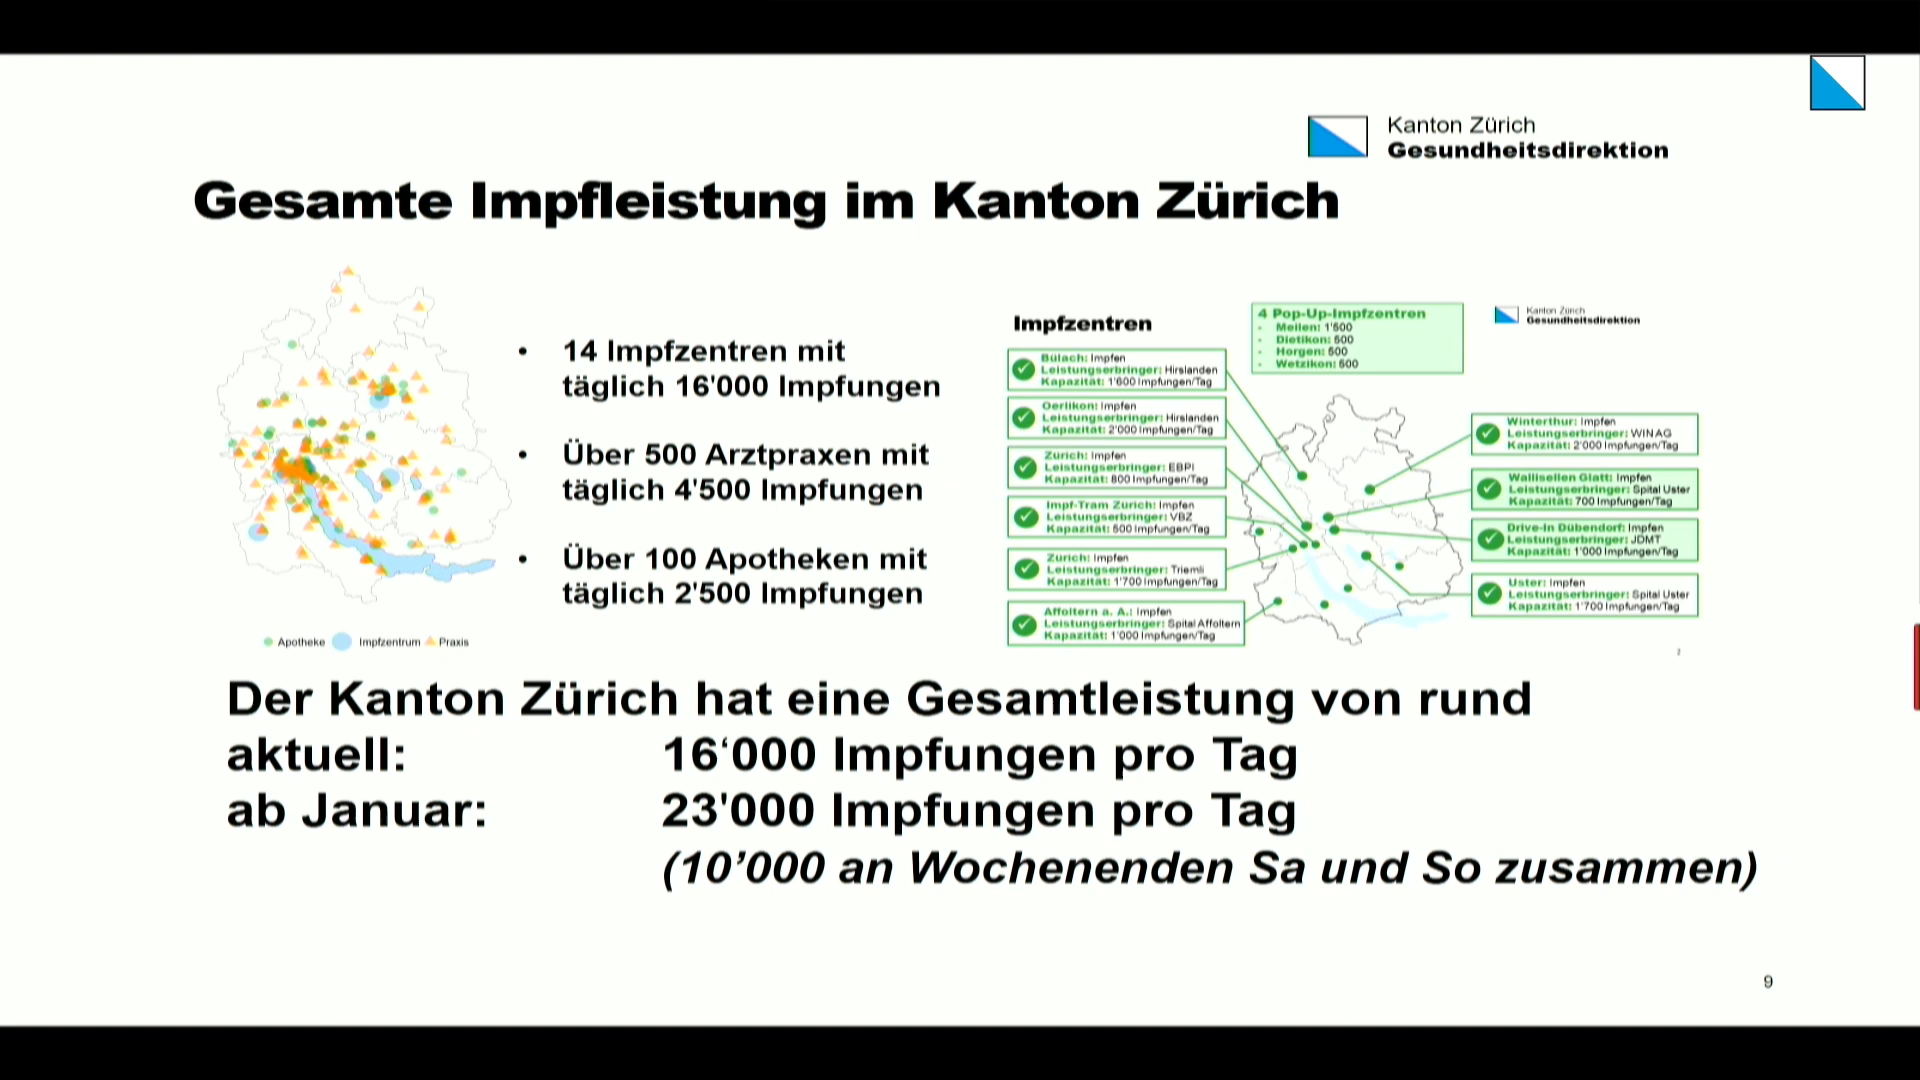 Kanton Zürich
Gesundheitsdirektion
Gesamte Impfleistung im Kanton Zürich
• 14 Impfzentren mit
täglich 16'000 Impfungen
• Über 500 Arztpraxen mit
täglich 4'500 Impfungen
• Über 100 Apotheken mit
täglich 2'500 Impfungen
Apotheke Impfzentrum Praxis
Impfzentren
4 Pop-Up-Impfzentren
- Meilen: 1'500
- Dietikon: 500
- Horgen: 500
- Wetzikon: 500
Kanton Zürich
Gesundheitsdirektion
Bülach: Impfen
Leistungserbringer: Hirslanden
Kapazität: 1'600 Impfungen/Tag
Oerlikon: Impfen
Leistungserbringer: Hirslanden
Kapazität: 2'000 Impfungen/Tag
Zürich: Impfen
Leistungserbringer: EBPI
Kapazität: 800 Impfungen/Tag
Impf-Tram Zürich: Impfen
Leistungserbringer: VBZ
Kapazität: 500 Impfungen/Tag
Zürich: Impfen
Leistungserbringer: Triemli
Kapazität: 1'700 Impfungen/Tag
Affoltern a. A.: Impfen
Leistungserbringer: Spital Affoltern
Kapazität: 1'000 Impfungen/Tag
Winterthur: Impfen
Leistungserbringer: WIN AG
Kapazität: 2'000 Impfungen/Tag
Wallisellen Glatt: Impfen
Leistungserbringer: Spital Uster
Kapazität: 700 Impfungen/Tag
Drive-In Dübendorf: Impfen
Leistungserbringer: JDMT
Kapazität: 1'000 Impfungen/Tag
Uster: Impfen
Leistungserbringer: Spital Uster
Kapazität: 1'700 Impfungen/Tag
Der Kanton Zürich hat eine Gesamtleistung von rund
aktuell: 16‘000 Impfungen pro Tag
ab Januar: 23'000 Impfungen pro Tag
(10’000 an Wochenenden Sa und So zusammen)
9